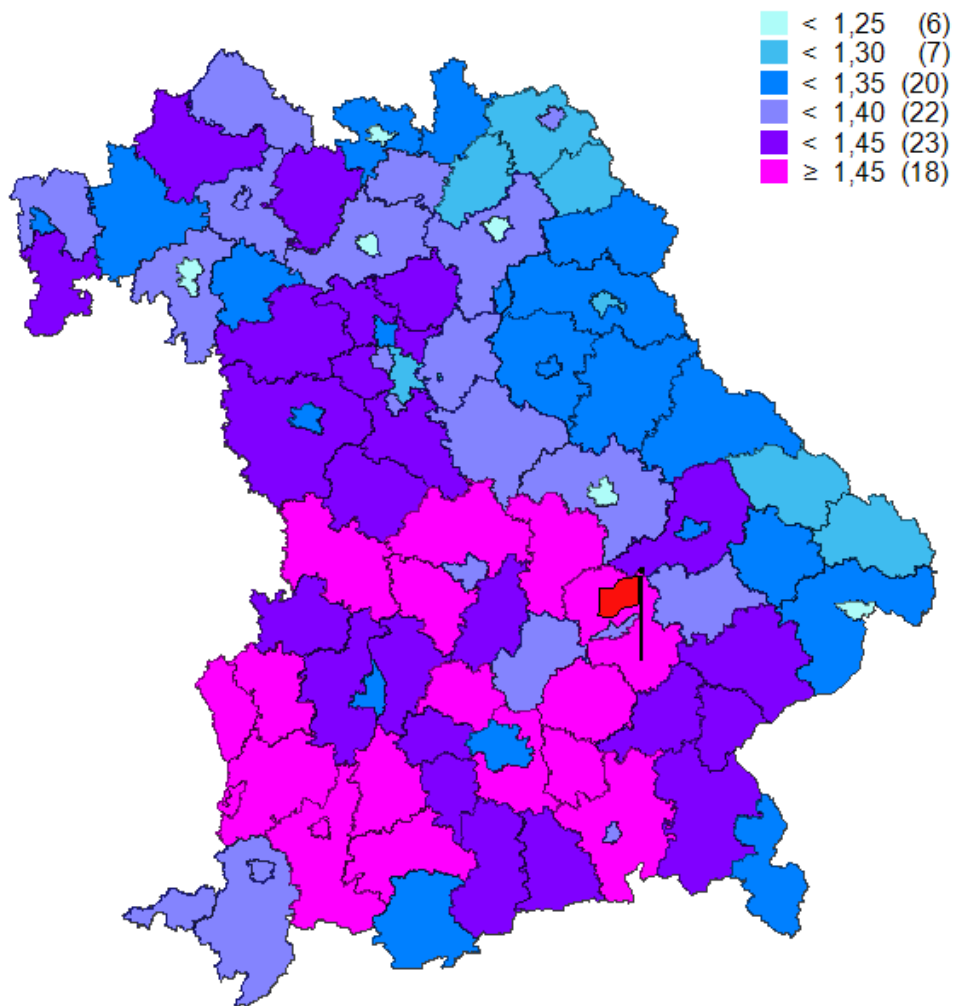 < 1,25 (6)
< 1,30 (7)
< 1,35 (20)
< 1,40 (22)
< 1,45 (23)
≥ 1,45 (18)